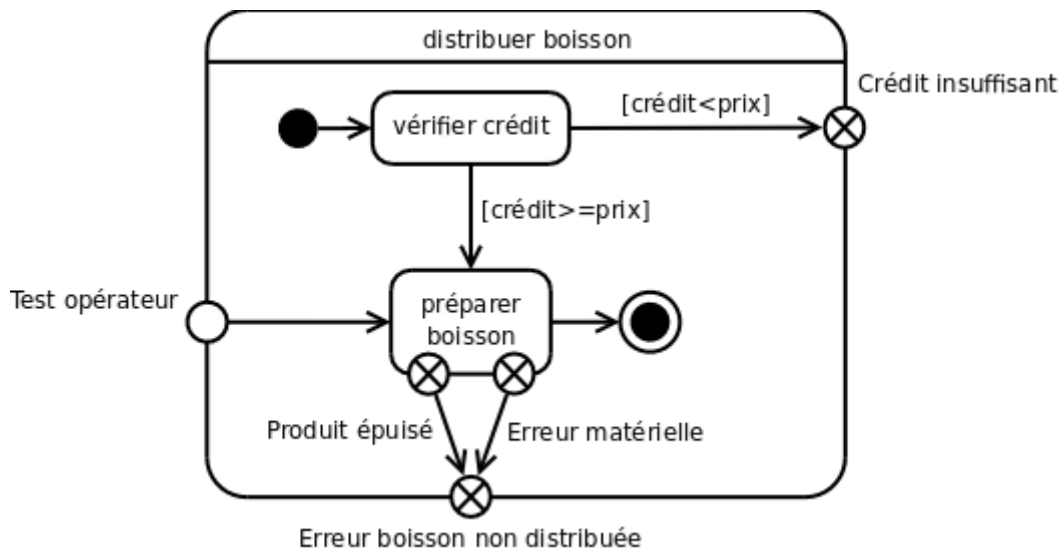 distribuer boisson
Crédit insuffisant
[crédit<prix]
vérifier crédit
[crédit>=prix]
Test opérateur
préparer
boisson
Produit épuisé
Erreur matérielle
Erreur boisson non distribuée